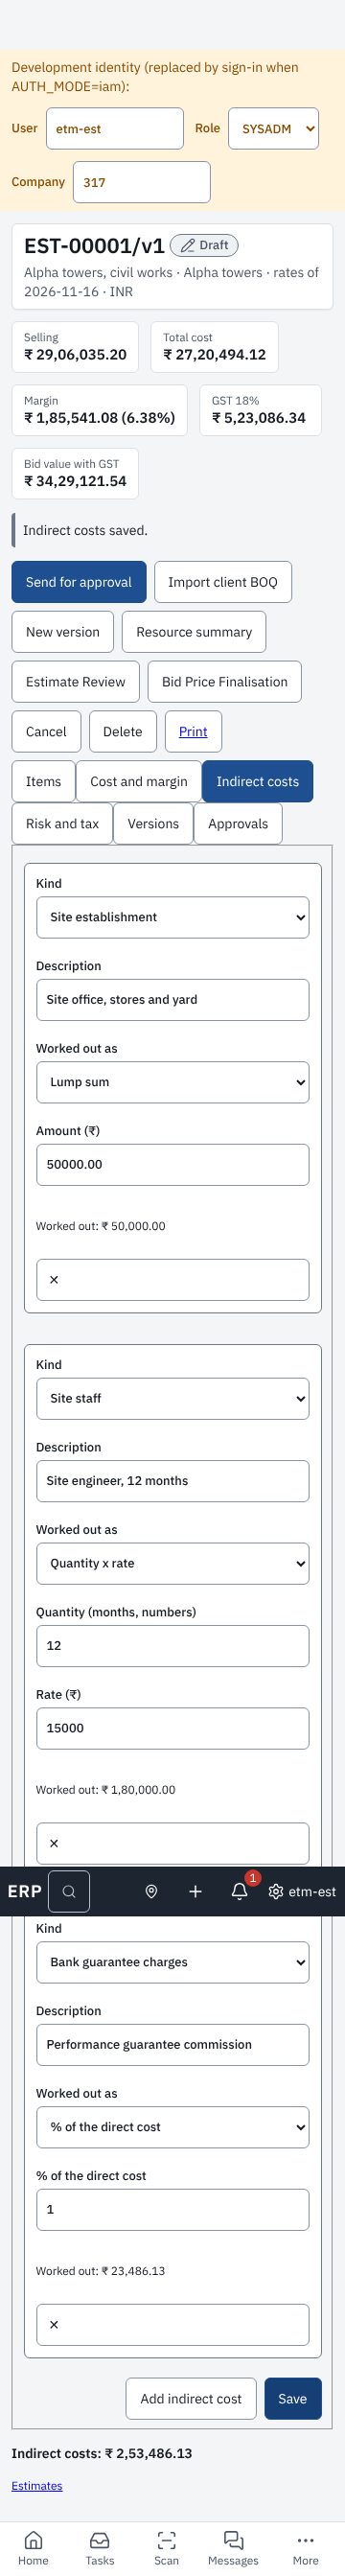 Development identity (replaced by sign-in when
AUTH_MODE=iam):
User etm-est Role SYSADM
Company 317
EST-00001/v1 Draft
Alpha towers, civil works · Alpha towers · rates of
2026-11-16 · INR
Selling Total cost
₹ 29,06,035.20 ₹ 27,20,494.12
Margin GST 18%
₹ 1,85,541.08 (6.38%) ₹ 5,23,086.34
Bid value with GST
₹ 34,29,121.54
Indirect costs saved.
Send for approval Import client BOQ
New version Resource summary
Estimate Review Bid Price Finalisation
Cancel Delete Print
Items Cost and margin Indirect costs
Risk and tax Versions Approvals
Kind
Site establishment
Description
Site office, stores and yard
Worked out as
Lump sum
Amount (₹)
50000.00
Worked out: ₹ 50,000.00
×
Kind
Site staff
Description
Site engineer, 12 months
Worked out as
Quantity x rate
Quantity (months, numbers)
12
Rate (₹)
15000
Worked out: ₹ 1,80,000.00
×
ERP 1 etm-est
Kind
Bank guarantee charges
Description
Performance guarantee commission
Worked out as
% of the direct cost
% of the direct cost
1
Worked out: ₹ 23,486.13
×
Add indirect cost Save
Indirect costs: ₹ 2,53,486.13
Estimates
Home Tasks Scan Messages More